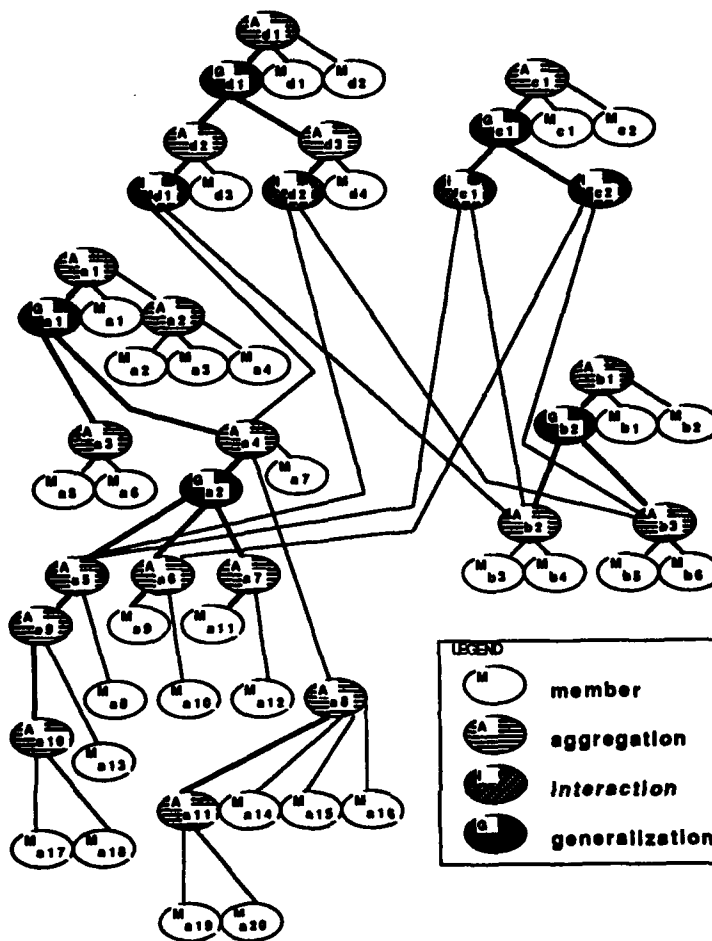 A d1
G d1 M d1 M d2
A c1
G c1 M c1 M c2
A d2 A d3
I d1 M d3 I d2 M d4 I c1 I c2
A a1
G a1 M a1 A a2
M a2 M a3 M a4
A b1
G b2 M b1 M b2
A a3 A a4
M a5 M a6 G a2 M a7
A b2 A b3
A a5 A a6 A a7 M b3 M b4 M b5 M b6
A a9 M a9 M a11
M a8 M a10 M a12 A a8
A a10 M a13
A a11 M a14 M a15 M a16
M a17 M a18
M a19 M a20
LEGEND
M member
A aggregation
I interaction
G generalization